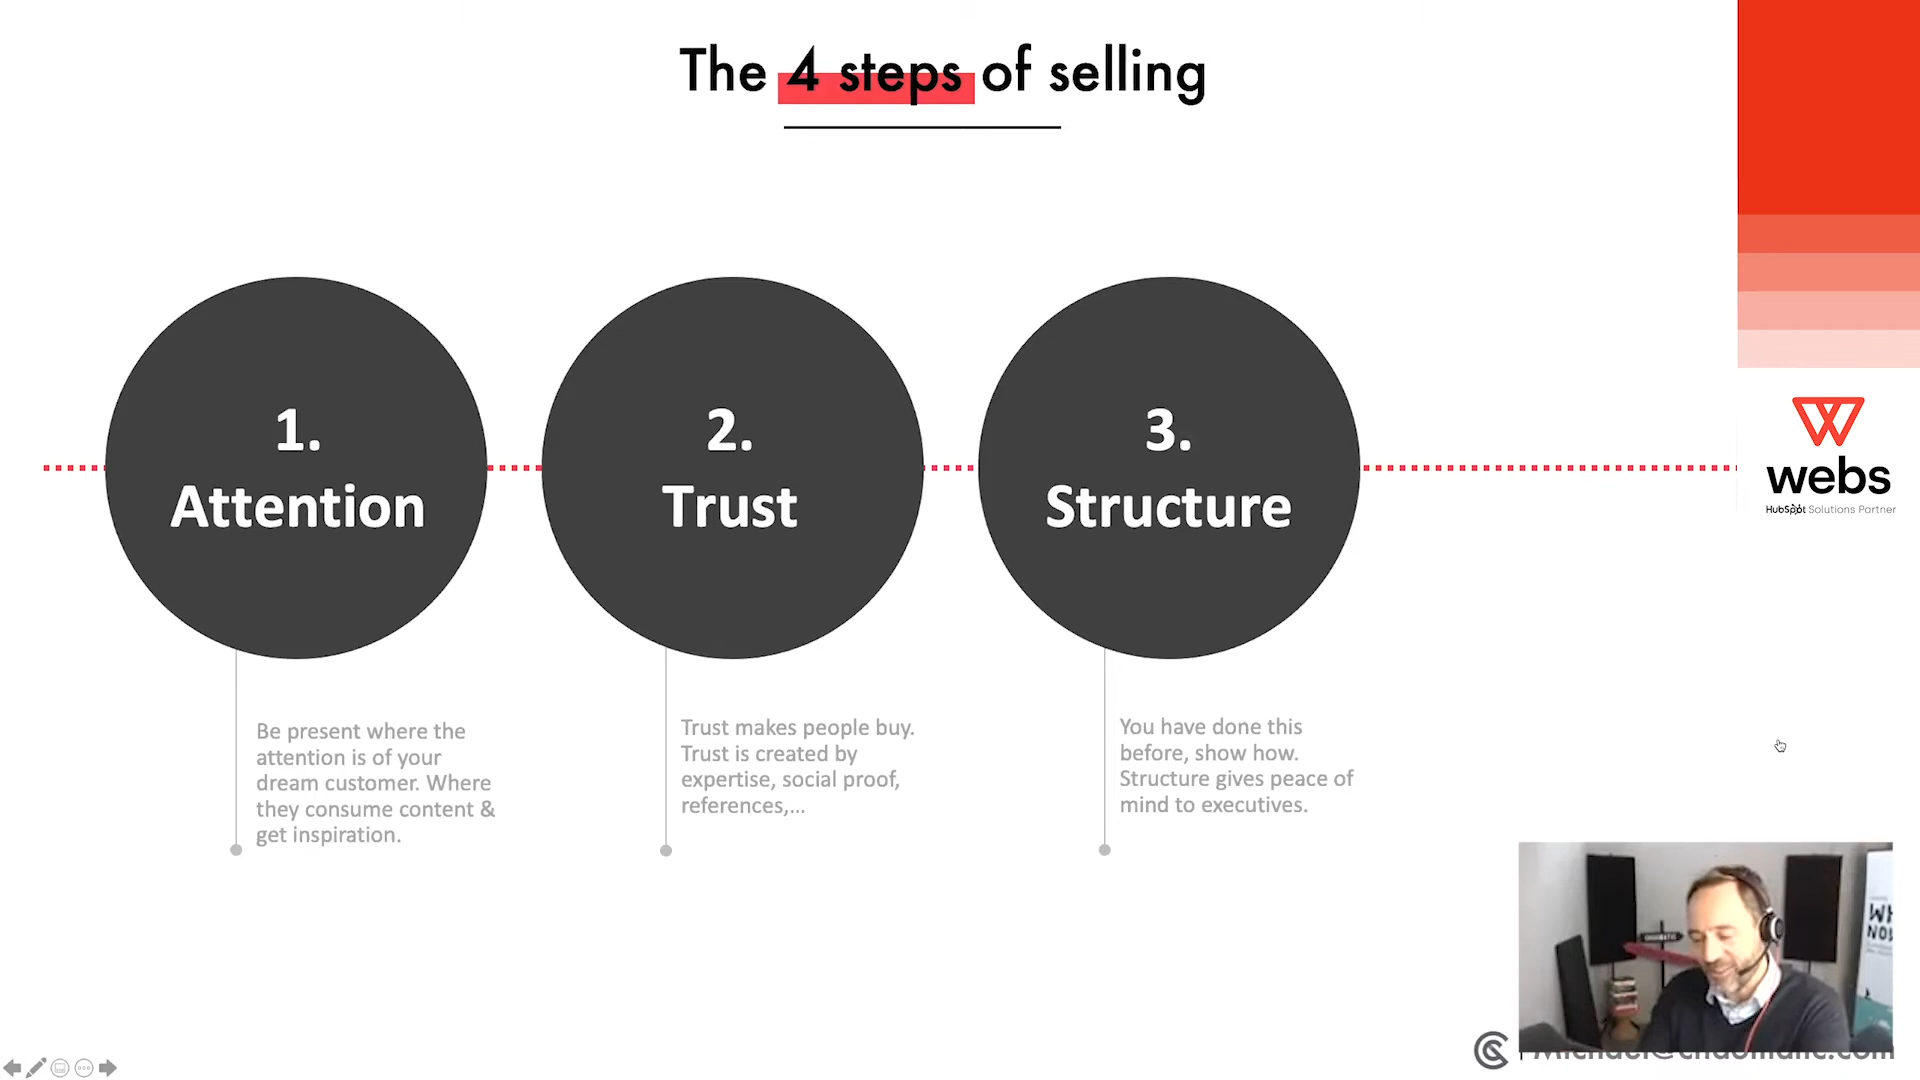 The 4 steps of selling
1.
Attention
2.
Trust
3.
Structure
Be present where the
attention is of your
dream customer. Where
they consume content &
get inspiration.
Trust makes people buy.
Trust is created by
expertise, social proof,
references,...
You have done this
before, show how.
Structure gives peace of
mind to executives.
webs
HubSpot Solutions Partner